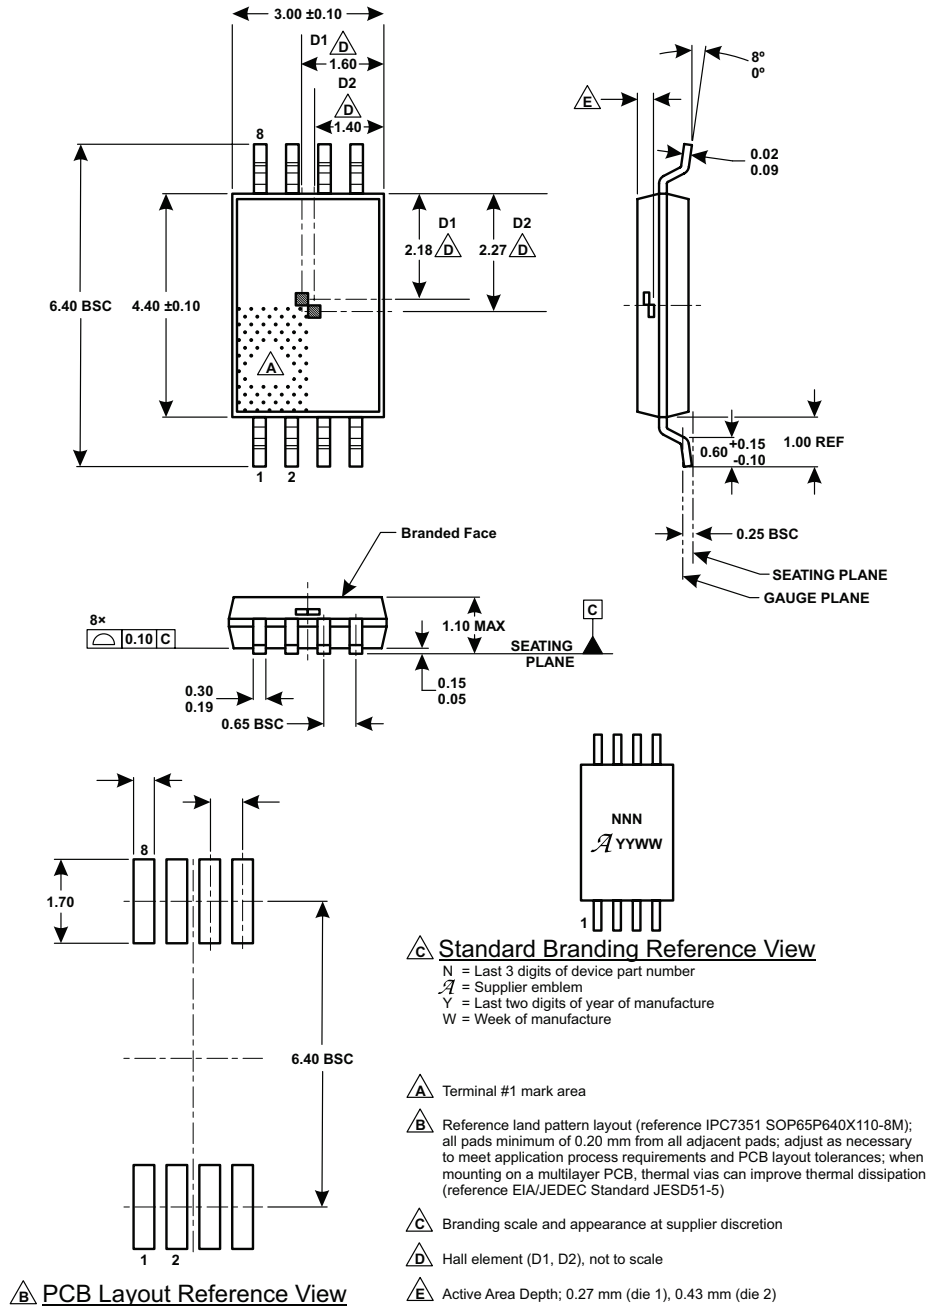 3.00 ±0.10
D1 D
1.60
D2
D
1.40
8º
0º
E
8
0.02
0.09
D1
2.18 D
D2
2.27 D
6.40 BSC
4.40 ±0.10
A
1 2
0.60 +0.15
-0.10
1.00 REF
0.25 BSC
SEATING PLANE
GAUGE PLANE
Branded Face
8×
0.10 C
1.10 MAX
C
SEATING
PLANE
0.30
0.19
0.15
0.05
0.65 BSC
8
1.70
6.40 BSC
1 2
B PCB Layout Reference View
NNN
A YYWW
1
C Standard Branding Reference View
N = Last 3 digits of device part number
A = Supplier emblem
Y = Last two digits of year of manufacture
W = Week of manufacture
A Terminal #1 mark area
B Reference land pattern layout (reference IPC7351 SOP65P640X110-8M);
all pads minimum of 0.20 mm from all adjacent pads; adjust as necessary
to meet application process requirements and PCB layout tolerances; when
mounting on a multilayer PCB, thermal vias can improve thermal dissipation
(reference EIA/JEDEC Standard JESD51-5)
C Branding scale and appearance at supplier discretion
D Hall element (D1, D2), not to scale
E Active Area Depth; 0.27 mm (die 1), 0.43 mm (die 2)